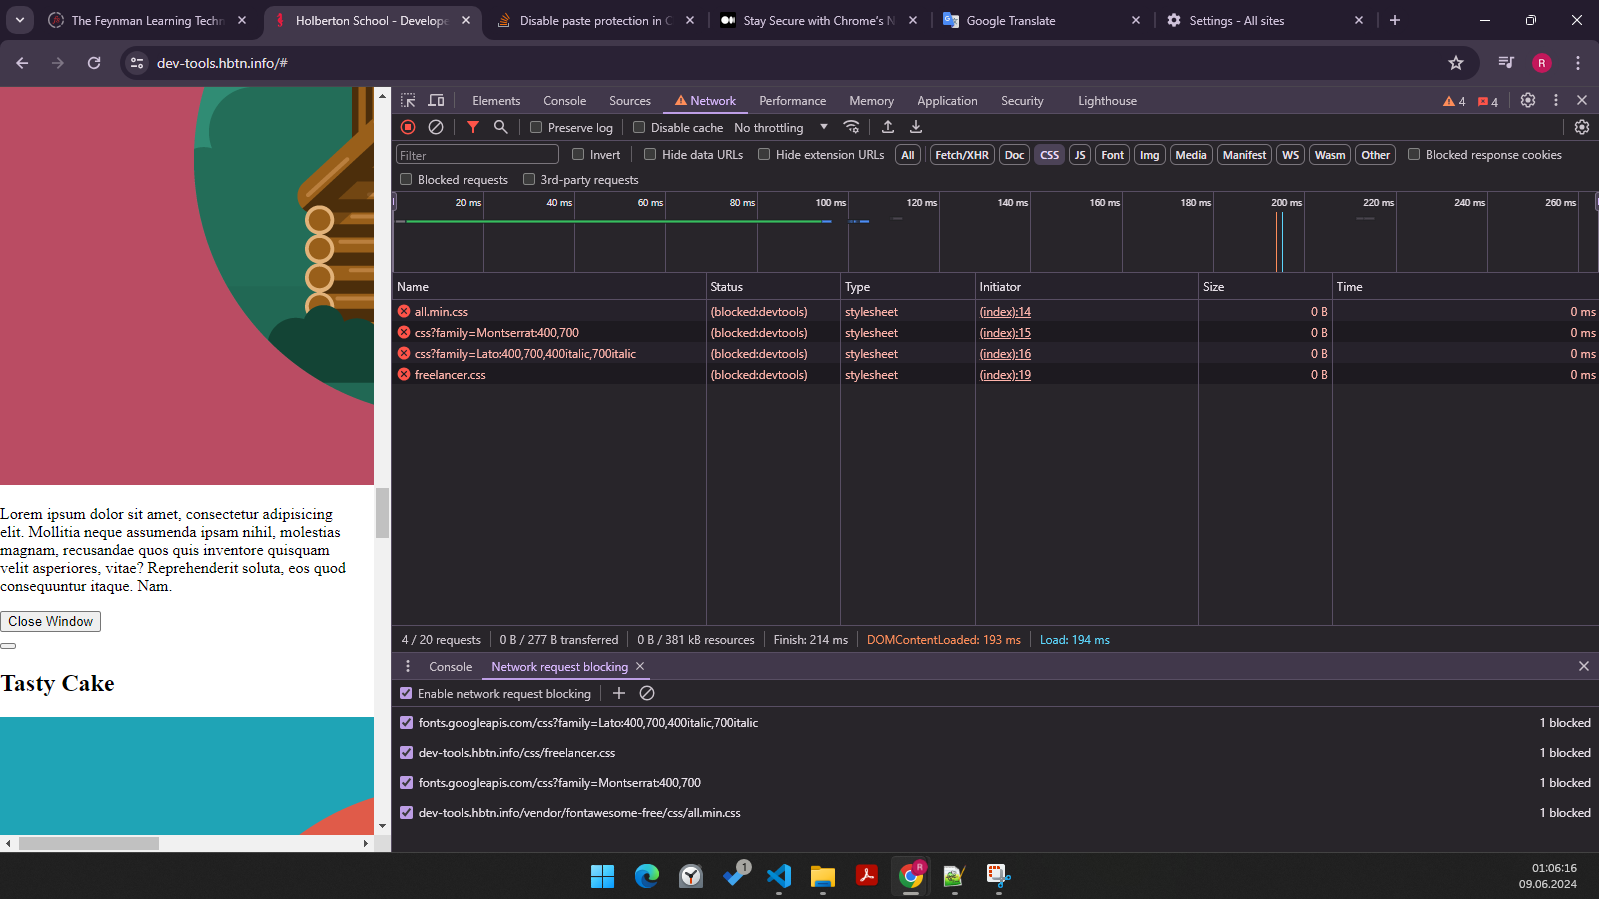 The Feynman Learning Techn
Holberton School - Develope
Disable paste protection in C
Stay Secure with Chrome's N
Google Translate
Settings - All sites
dev-tools.hbtn.info/#
R
Elements Console Sources Network Performance Memory Application Security Lighthouse 4 4
Preserve log Disable cache No throttling
Filter Invert Hide data URLs Hide extension URLs All Fetch/XHR Doc CSS JS Font Img Media Manifest WS Wasm Other Blocked response cookies
Blocked requests 3rd-party requests
20 ms 40 ms 60 ms 80 ms 100 ms 120 ms 140 ms 160 ms 180 ms 200 ms 220 ms 240 ms 260 ms
Name Status Type Initiator Size Time
all.min.css (blocked:devtools) stylesheet (index):14 0 B 0 ms
css?family=Montserrat:400,700 (blocked:devtools) stylesheet (index):15 0 B 0 ms
css?family=Lato:400,700,400italic,700italic (blocked:devtools) stylesheet (index):16 0 B 0 ms
freelancer.css (blocked:devtools) stylesheet (index):19 0 B 0 ms
4 / 20 requests 0 B / 277 B transferred 0 B / 381 kB resources Finish: 214 ms DOMContentLoaded: 193 ms Load: 194 ms
Console Network request blocking
Enable network request blocking
fonts.googleapis.com/css?family=Lato:400,700,400italic,700italic 1 blocked
dev-tools.hbtn.info/css/freelancer.css 1 blocked
fonts.googleapis.com/css?family=Montserrat:400,700 1 blocked
dev-tools.hbtn.info/vendor/fontawesome-free/css/all.min.css 1 blocked
Lorem ipsum dolor sit amet, consectetur adipisicing
elit. Mollitia neque assumenda ipsam nihil, molestias
magnam, recusandae quos quis inventore quisquam
velit asperiores, vitae? Reprehenderit soluta, eos quod
consequuntur itaque. Nam.
Close Window
Tasty Cake
1
R
01:06:16
09.06.2024